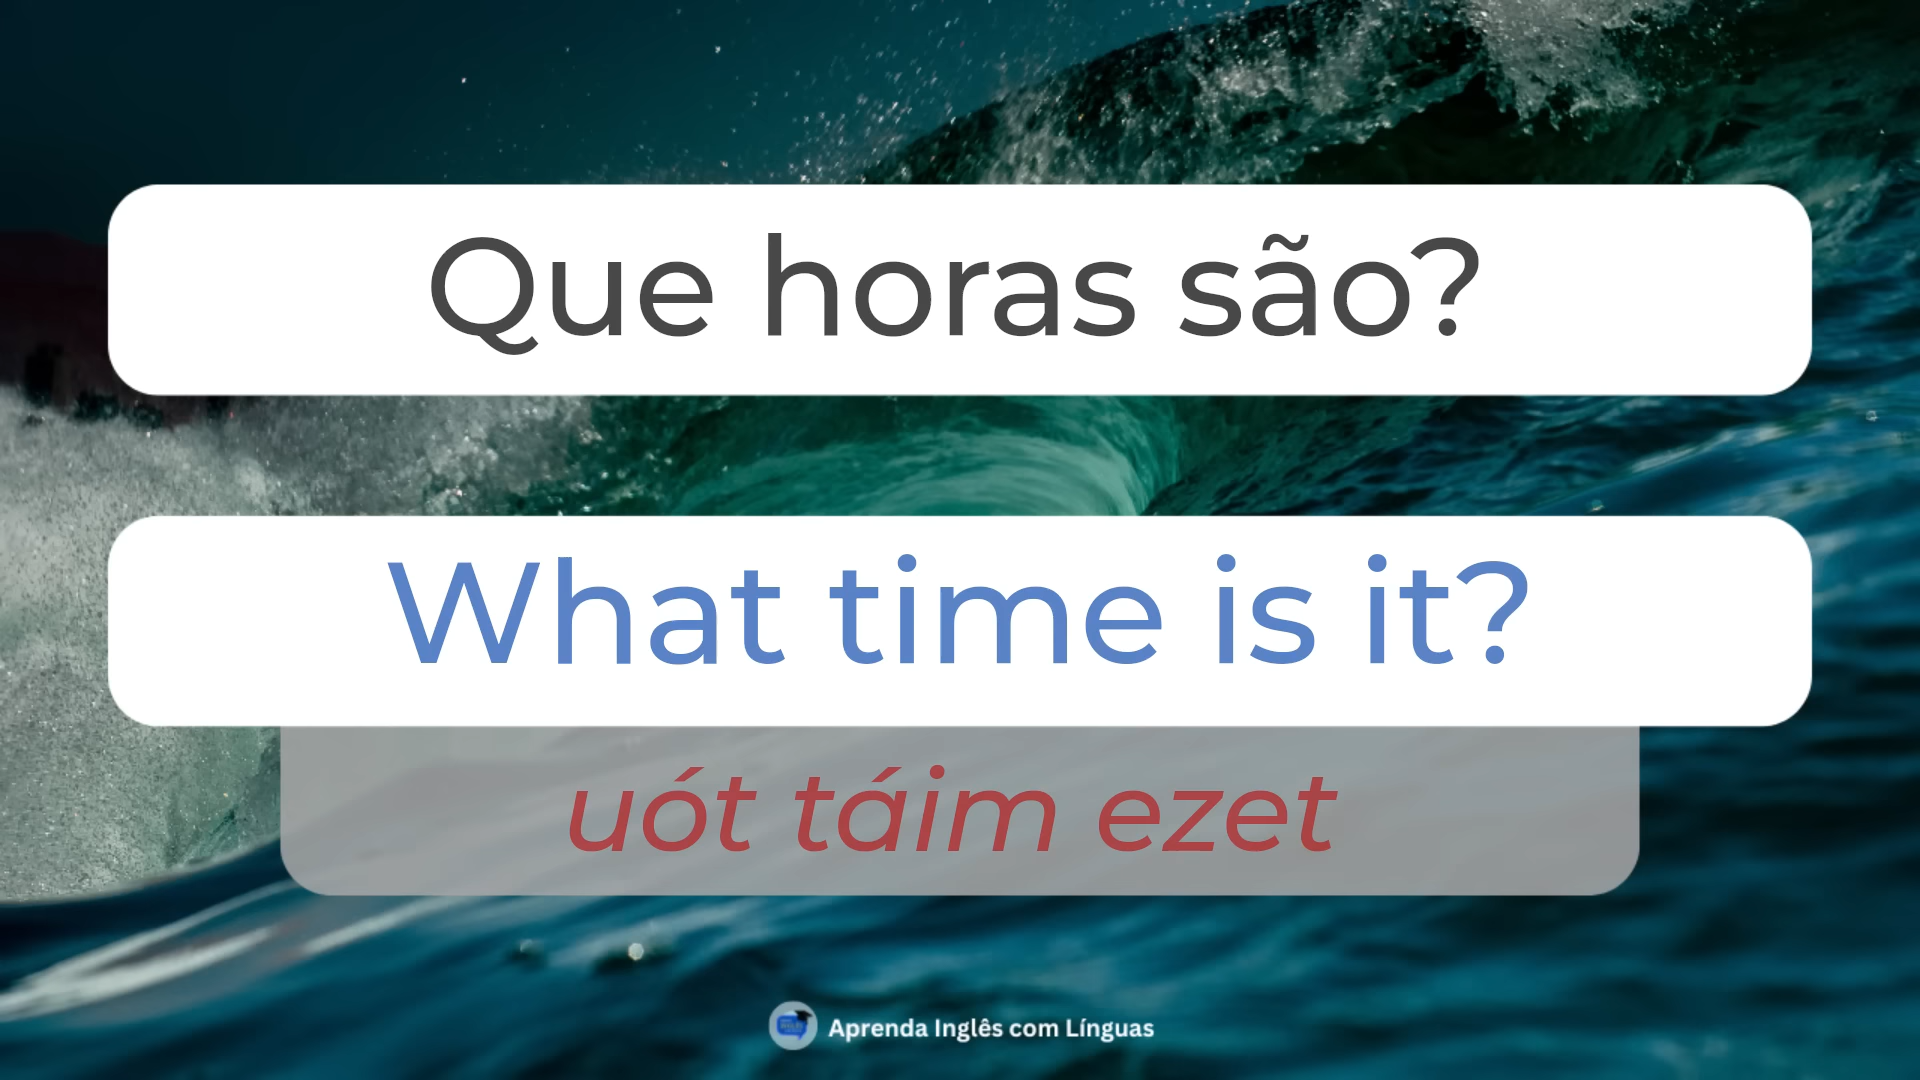 Que horas são?
What time is it?
uót táim ezet
Aprenda Inglês com Línguas